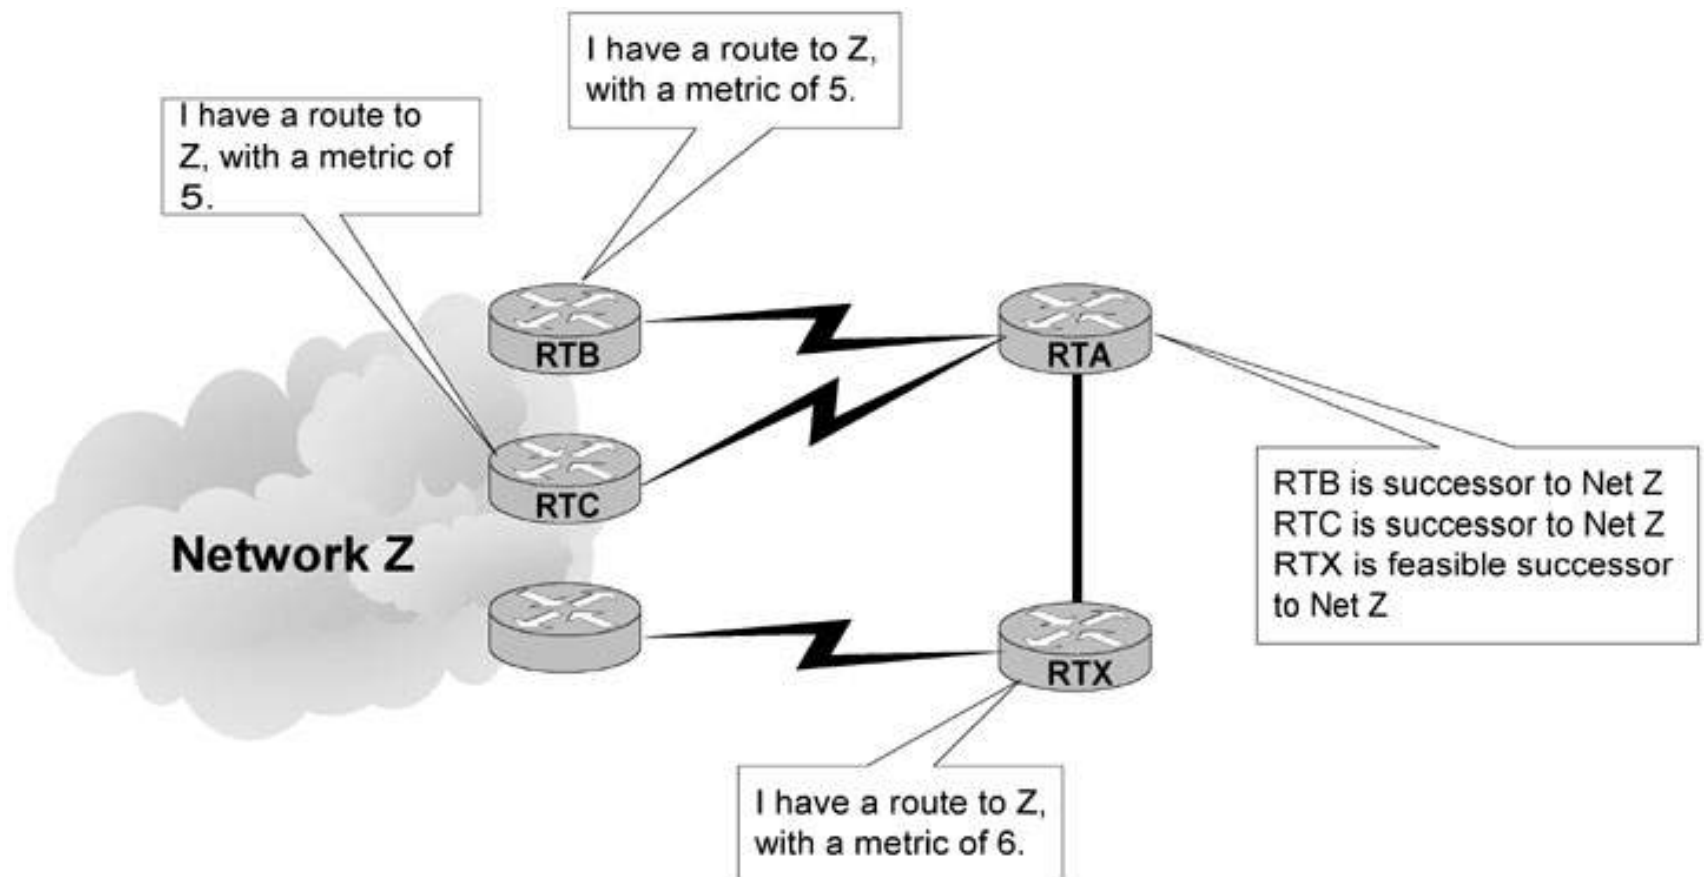 I have a route to Z,
with a metric of 5.
I have a route to
Z, with a metric of
5.
RTB
RTA
RTC
Network Z
RTB is successor to Net Z
RTC is successor to Net Z
RTX is feasible successor
to Net Z
RTX
I have a route to Z,
with a metric of 6.